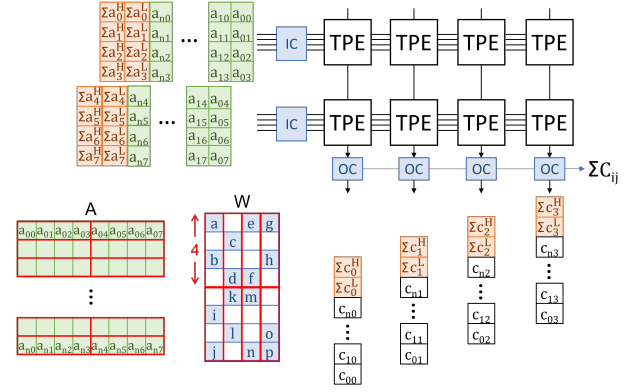 Σa₀ᴴ Σa₀ᴸ aₙ₀ ... a₁₀ a₀₀
Σa₁ᴴ Σa₁ᴸ aₙ₁ a₁₁ a₀₁
Σa₂ᴴ Σa₂ᴸ aₙ₂ a₁₂ a₀₂
Σa₃ᴴ Σa₃ᴸ aₙ₃ a₁₃ a₀₃
IC TPE TPE TPE TPE
Σa₄ᴴ Σa₄ᴸ aₙ₄ ... a₁₄ a₀₄
Σa₅ᴴ Σa₅ᴸ aₙ₅ a₁₅ a₀₅
Σa₆ᴴ Σa₆ᴸ aₙ₆ a₁₆ a₀₆
Σa₇ᴴ Σa₇ᴸ aₙ₇ a₁₇ a₀₇
IC TPE TPE TPE TPE
OC OC OC OC ΣCᵢⱼ
A
a₀₀ a₀₁ a₀₂ a₀₃ a₀₄ a₀₅ a₀₆ a₀₇
...
aₙ₀ aₙ₁ aₙ₂ aₙ₃ aₙ₄ aₙ₅ aₙ₆ aₙ₇
W
4
a e g
c
b h
d f
k m
i
l o
j n p
Σc₀ᴴ
Σc₀ᴸ
cₙ₀
...
c₁₀
c₀₀
Σc₁ᴴ
Σc₁ᴸ
cₙ₁
...
c₁₁
c₀₁
Σc₂ᴴ
Σc₂ᴸ
cₙ₂
...
c₁₂
c₀₂
Σc₃ᴴ
Σc₃ᴸ
cₙ₃
...
c₁₃
c₀₃